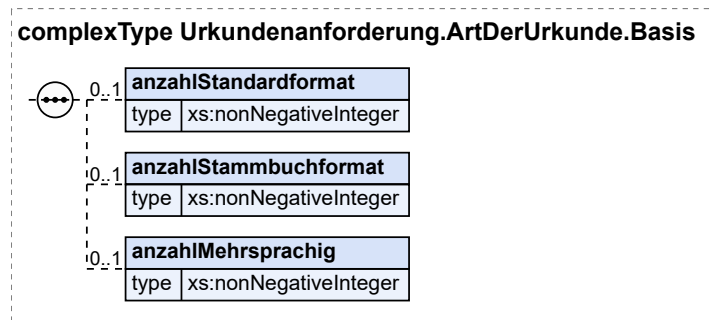 complexType Urkundenanforderung.ArtDerUrkunde.Basis
0..1 anzahlStandardformat
type xs:nonNegativeInteger
0..1 anzahlStammbuchformat
type xs:nonNegativeInteger
0..1 anzahlMehrsprachig
type xs:nonNegativeInteger